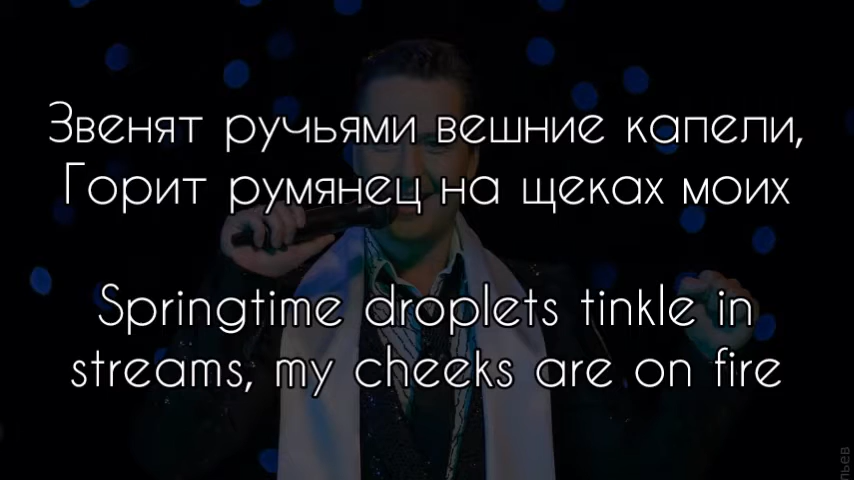 Звенят ручьями вешние капели,
Горит румянец на щеках моих
Springtime droplets tinkle in
streams, my cheeks are on fire